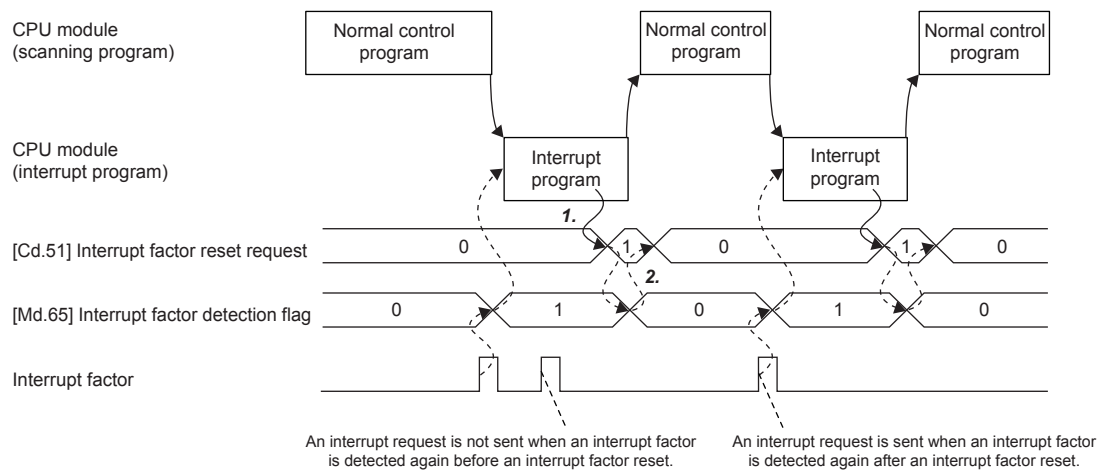 CPU module
(scanning program)
Normal control
program
Normal control
program
Normal control
program
CPU module
(interrupt program)
Interrupt
program
Interrupt
program
1.
[Cd.51] Interrupt factor reset request
0
1
0
1
0
2.
[Md.65] Interrupt factor detection flag
0
1
0
1
0
Interrupt factor
An interrupt request is not sent when an interrupt factor
is detected again before an interrupt factor reset.
An interrupt request is sent when an interrupt factor
is detected again after an interrupt factor reset.